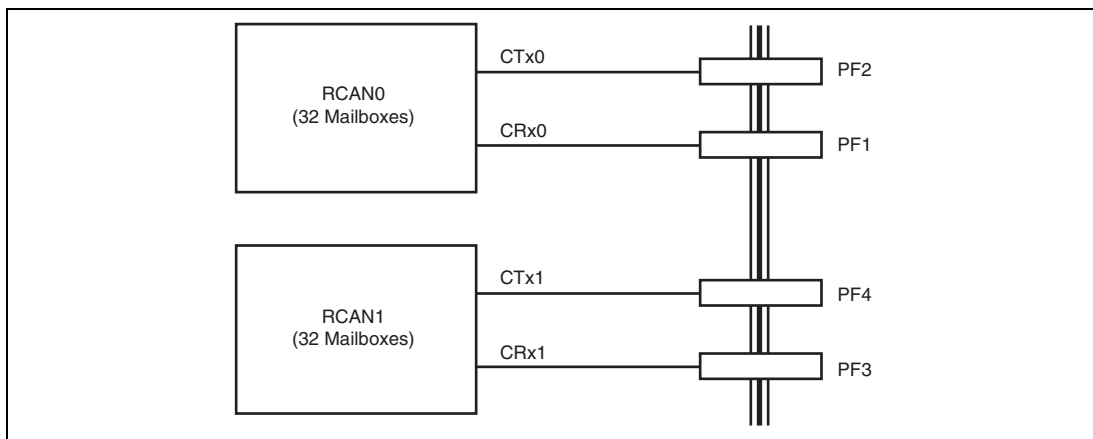 CTx0
PF2
RCAN0
(32 Mailboxes)
CRx0
PF1
CTx1
PF4
RCAN1
(32 Mailboxes)
CRx1
PF3